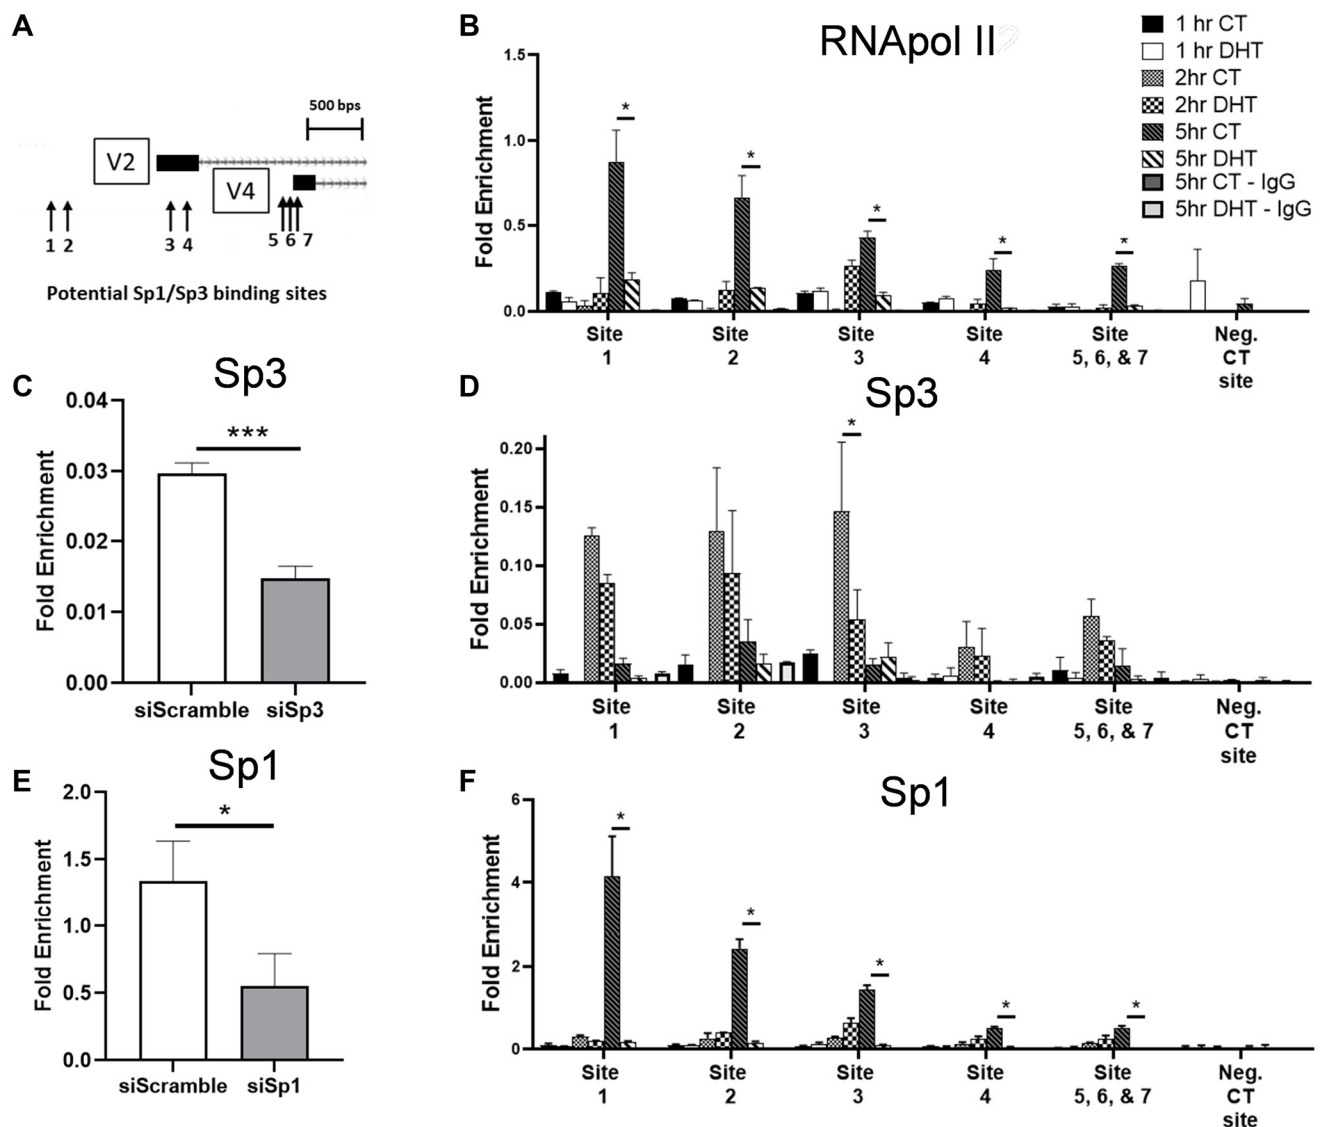 A
500 bps
V2
V4
1 2 3 4 5 6 7
Potential Sp1/Sp3 binding sites
B
RNApol II
1 hr CT
1 hr DHT
2hr CT
2hr DHT
5hr CT
5hr DHT
5hr CT - IgG
5hr DHT - IgG
Fold Enrichment
1.5
1.0
0.5
0.0
* * * * *
Site 1
Site 2
Site 3
Site 4
Site 5, 6, & 7
Neg. CT site
C
Sp3
Fold Enrichment
0.04
0.03
0.02
0.01
0.00
***
siScramble siSp3
D
Sp3
Fold Enrichment
0.20
0.15
0.10
0.05
0.00
*
Site 1
Site 2
Site 3
Site 4
Site 5, 6, & 7
Neg. CT site
E
Sp1
Fold Enrichment
2.0
1.5
1.0
0.5
0.0
*
siScramble siSp1
F
Sp1
Fold Enrichment
6
4
2
0
* * * * *
Site 1
Site 2
Site 3
Site 4
Site 5, 6, & 7
Neg. CT site